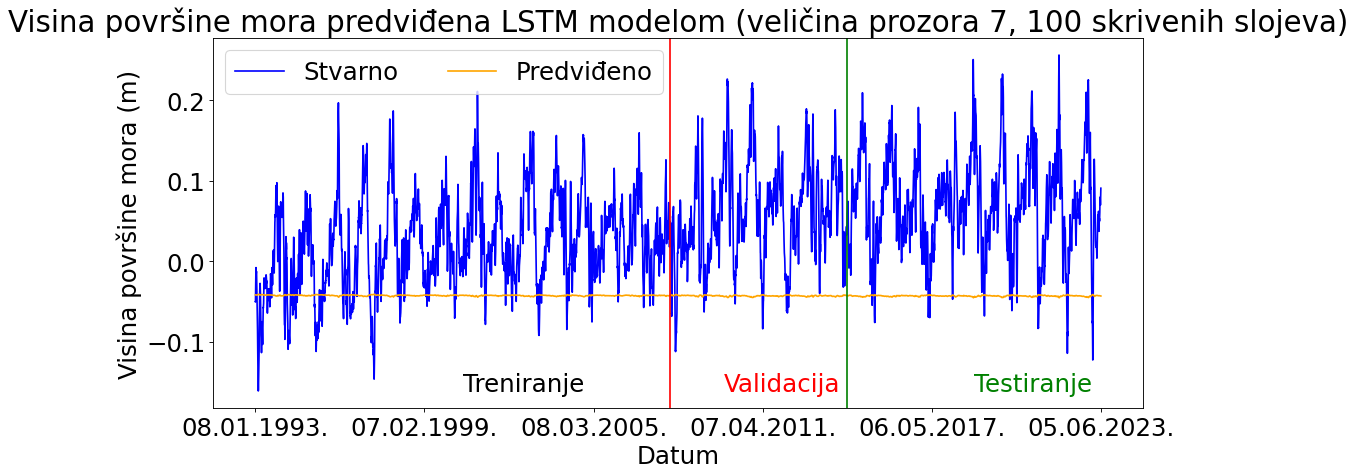 Visina površine mora predviđena LSTM modelom (veličina prozora 7, 100 skrivenih slojeva)
Stvarno
Predviđeno
Visina površine mora (m)
0.2
0.1
0.0
−0.1
Treniranje
Validacija
Testiranje
08.01.1993.
07.02.1999.
08.03.2005.
07.04.2011.
06.05.2017.
05.06.2023.
Datum